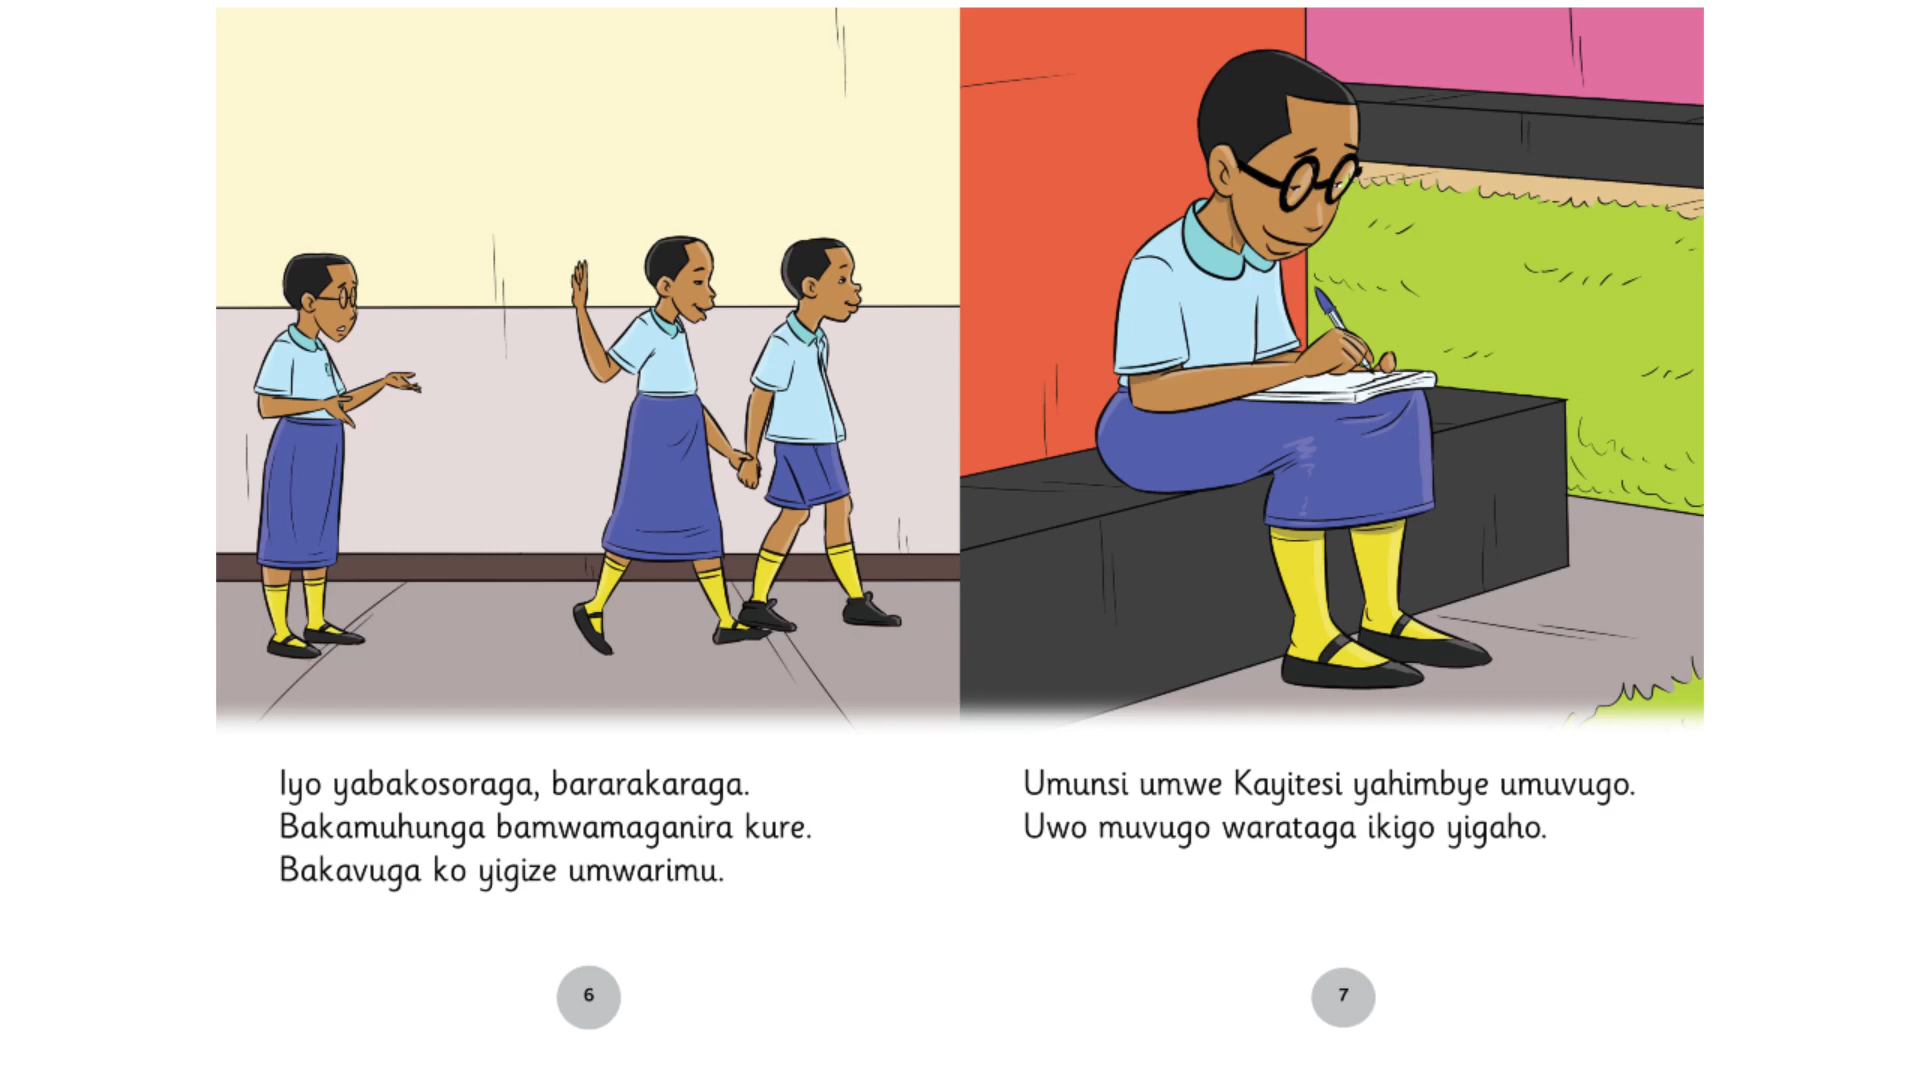 Iyo yabakosoraga, bararakaraga.
Bakamuhunga bamwamaganira kure.
Bakavuga ko yigize umwarimu.
6
Umunsi umwe Kayitesi yahimbye umuvugo.
Uwo muvugo warataga ikigo yigaho.
7